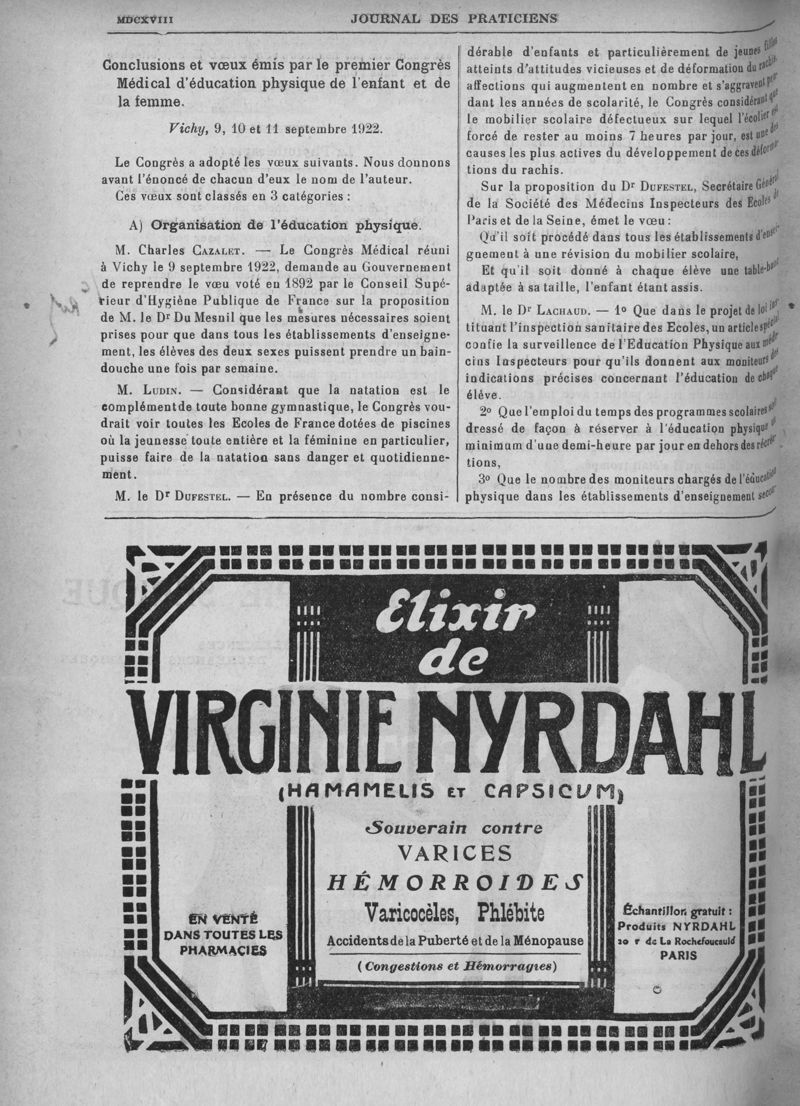 MDCXVIII JOURNAL DES PRATICIENS
Conclusions et vœux émis par le premier Congrès
Médical d'éducation physique de l'enfant et de
la femme.
Vichy, 9, 10 et 11 septembre 1922.
Le Congrès a adopté les vœux suivants. Nous donnons
avant l'énoncé de chacun d'eux le nom de l'auteur.
Ces vœux sont classés en 3 catégories :
A) Organisation de l'éducation physique.
M. Charles CAZALET. — Le Congrès Médical réuni
à Vichy le 9 septembre 1922, demande au Gouvernement
de reprendre le vœu voté en 1892 par le Conseil Supé-
rieur d'Hygiène Publique de France sur la proposition
de M. le Dr Du Mesnil que les mesures nécessaires soient
prises pour que dans tous les établissements d'enseigne-
ment, les élèves des deux sexes puissent prendre un bain-
douche une fois par semaine.
M. LUDIN. — Considérant que la natation est le
complément de toute bonne gymnastique, le Congrès vou-
drait voir toutes les Ecoles de France dotées de piscines
où la jeunesse toute entière et la féminine en particulier,
puisse faire de la natation sans danger et quotidienne-
ment.
M. le Dr DUFESTEL. — En présence du nombre consi-
dérable d'enfants et particulièrement de jeunes filles
atteints d'attitudes vicieuses et de déformation du rachis
affections qui augmentent en nombre et s'aggravent pen-
dant les années de scolarité, le Congrès considérant que
le mobilier scolaire défectueux sur lequel l'écolier est
forcé de rester au moins 7 heures par jour, est une des
causes les plus actives du développement de ces déforma-
tions du rachis.
Sur la proposition du Dr DUFESTEL, Secrétaire Général
de la Société des Médecins Inspecteurs des Ecoles de
Paris et de la Seine, émet le vœu :
Qu'il soit procédé dans tous les établissements d'ensei-
gnement à une révision du mobilier scolaire,
Et qu'il soit donné à chaque élève une table-banc
adaptée à sa taille, l'enfant étant assis.
M. le Dr LACHAUD. — 1o Que dans le projet de loi ins-
tituant l'inspection sanitaire des Ecoles, un article spécial
confie la surveillance de l'Education Physique aux méde-
cins Inspecteurs pour qu'ils donnent aux moniteurs des
indications précises concernant l'éducation de chaque
élève.
2o Que l'emploi du temps des programmes scolaires soit
dressé de façon à réserver à l'éducation physique un
minimum d'une demi-heure par jour en dehors des récréa-
tions,
3o Que le nombre des moniteurs chargés de l'éducation
physique dans les établissements d'enseignement secon-
Elixir
de
VIRGINIE NYRDAHL
(HAMAMELIS ET CAPSICUM)
Souverain contre
VARICES
HÉMORROIDES
Varicocèles, Phlébite
Accidents de la Puberté et de la Ménopause
(Congestions et Hémorragies)
EN VENTE
DANS TOUTES LES
PHARMACIES
Échantillon gratuit :
Produits NYRDAHL
20 r de La Rochefoucauld
PARIS